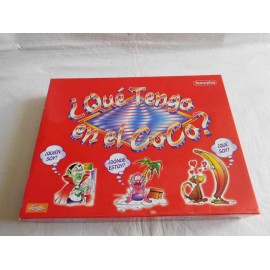 ¿Qué Tengo
en el CoCo?
¿QUIÉN
SOY?
¿DÓNDE
ESTOY?
¿QUÉ
SOY?